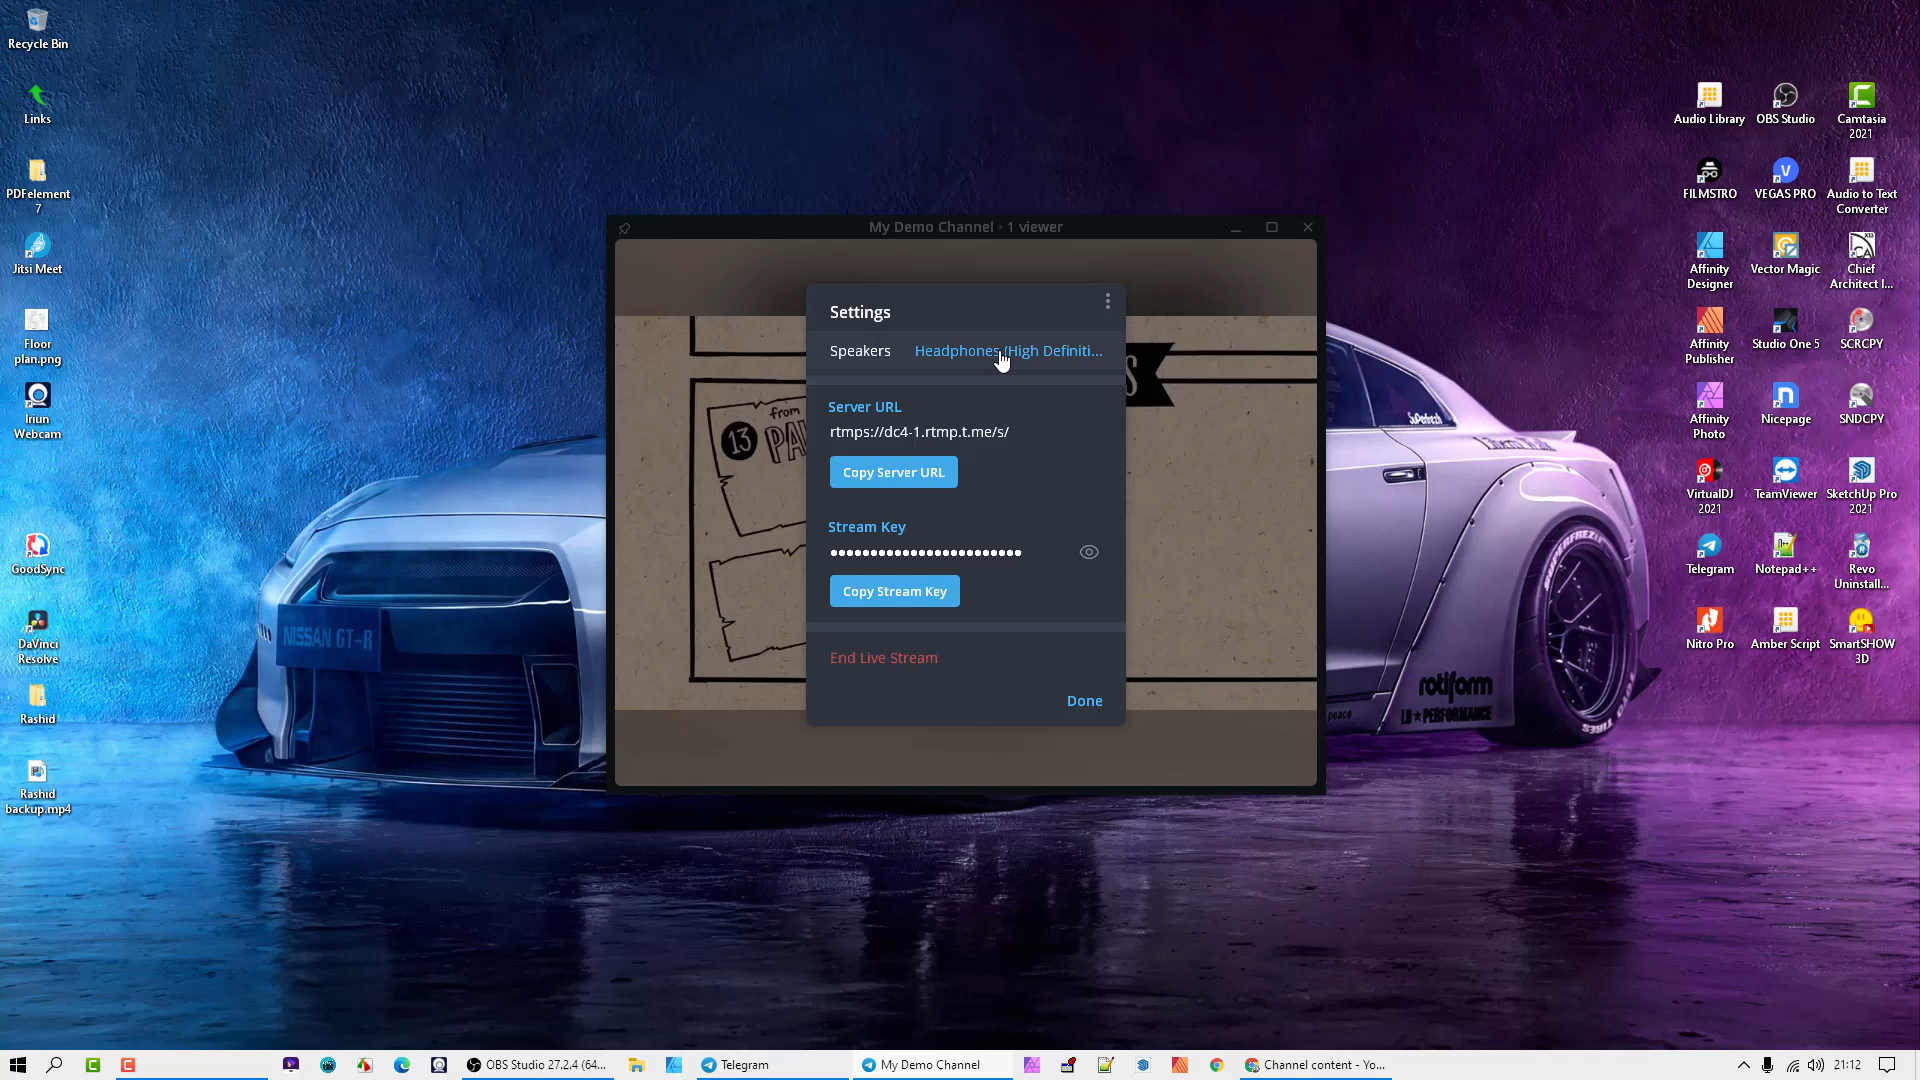 Recycle Bin
Links
PDFelement
7
Jitsi Meet
Floor
plan.png
Iriun
Webcam
GoodSync
DaVinci
Resolve
Rashid
Rashid
backup.mp4
My Demo Channel • 1 viewer
Settings
Speakers
Headphones (High Definiti...
Server URL
rtmps://dc4-1.rtmp.t.me/s/
Copy Server URL
Stream Key
Copy Stream Key
End Live Stream
Done
from
13
NISSAN GT-R
rotiform
LB★PERFORMANCE
peace
Audio Library
OBS Studio
Camtasia
2021
FILMSTRO
VEGAS PRO
Audio to Text
Converter
Affinity
Designer
Vector Magic
Chief
Architect I...
Affinity
Publisher
Studio One 5
SCRCPY
Affinity
Photo
Nicepage
SNDCPY
VirtualDJ
2021
TeamViewer
SketchUp Pro
2021
Telegram
Notepad++
Revo
Uninstall...
Nitro Pro
Amber Script
SmartSHOW
3D
OBS Studio 27.2.4 (64...
Telegram
My Demo Channel
Channel content - Yo...
21:12